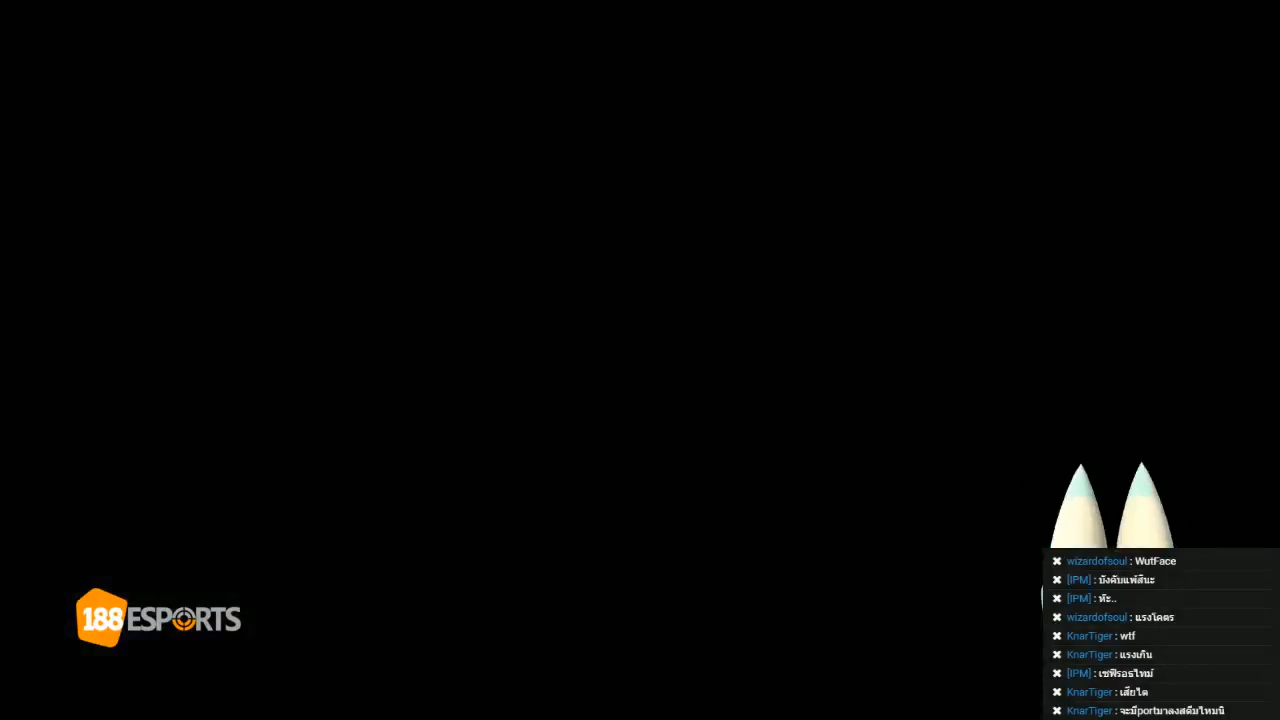 188ESPORTS
✖ wizardofsoul : WutFace
✖ [IPM] : บังคับแพ้สินะ
✖ [IPM] : ห๊ะ..
✖ wizardofsoul : แรงโคตร
✖ KnarTiger : wtf
✖ KnarTiger : แรงเกิน
✖ [IPM] : เซฟิรอธไทม์
✖ KnarTiger : เสียใต
✖ KnarTiger : จะมีportมาลงสตีมไหมนิ